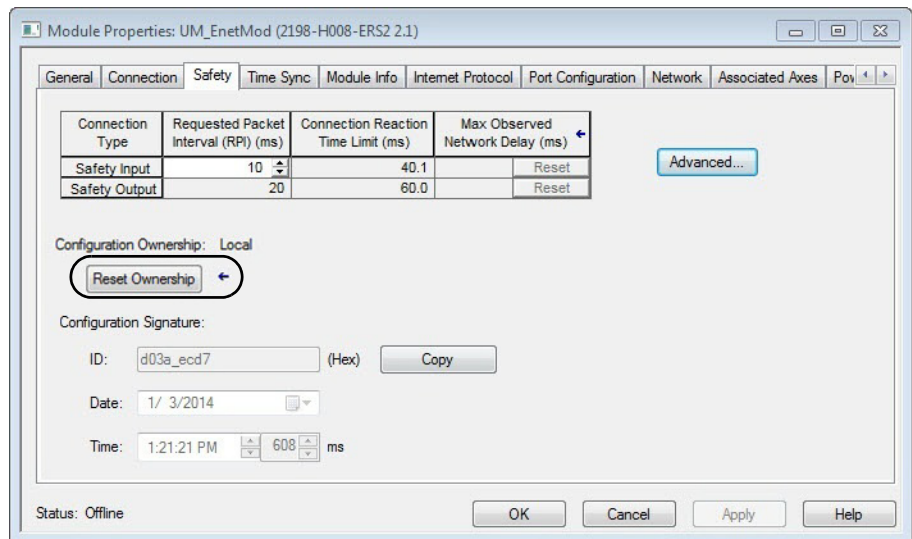 Module Properties: UM_EnetMod (2198-H008-ERS2 2.1)
General Connection Safety Time Sync Module Info Internet Protocol Port Configuration Network Associated Axes
Connection Type Requested Packet Interval (RPI) (ms) Connection Reaction Time Limit (ms) Max Observed Network Delay (ms)
Safety Input 10 40.1 Reset
Safety Output 20 60.0 Reset
Advanced...
Configuration Ownership: Local
Reset Ownership
Configuration Signature:
ID: d03a_ecd7 (Hex) Copy
Date: 1/ 3/2014
Time: 1:21:21 PM 608 ms
Status: Offline OK Cancel Apply Help